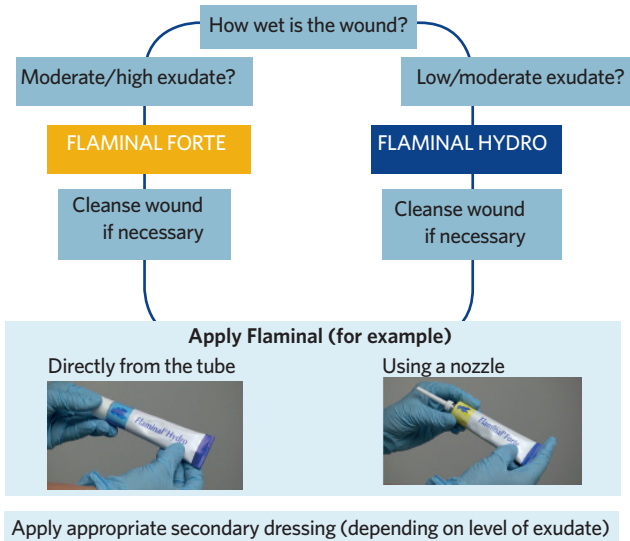 How wet is the wound?
Moderate/high exudate?
Low/moderate exudate?
FLAMINAL FORTE
FLAMINAL HYDRO
Cleanse wound
if necessary
Cleanse wound
if necessary
Apply Flaminal (for example)
Directly from the tube
Using a nozzle
Flaminal® Hydro
Flaminal® Forte
Apply appropriate secondary dressing (depending on level of exudate)